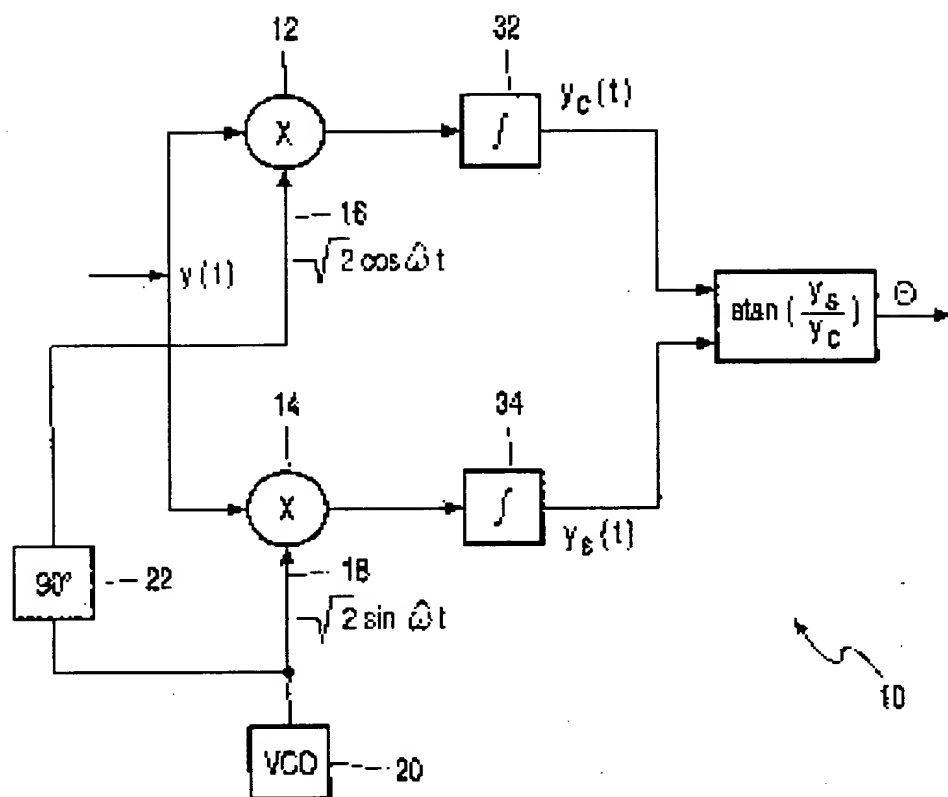 12
32
X
∫
y_c(t)
16
√2 cos ω̂ t
y(t)
atan(y_s/y_c)
Θ
14
34
X
∫
y_s(t)
90°
22
18
√2 sin ω̂ t
10
VCO
20